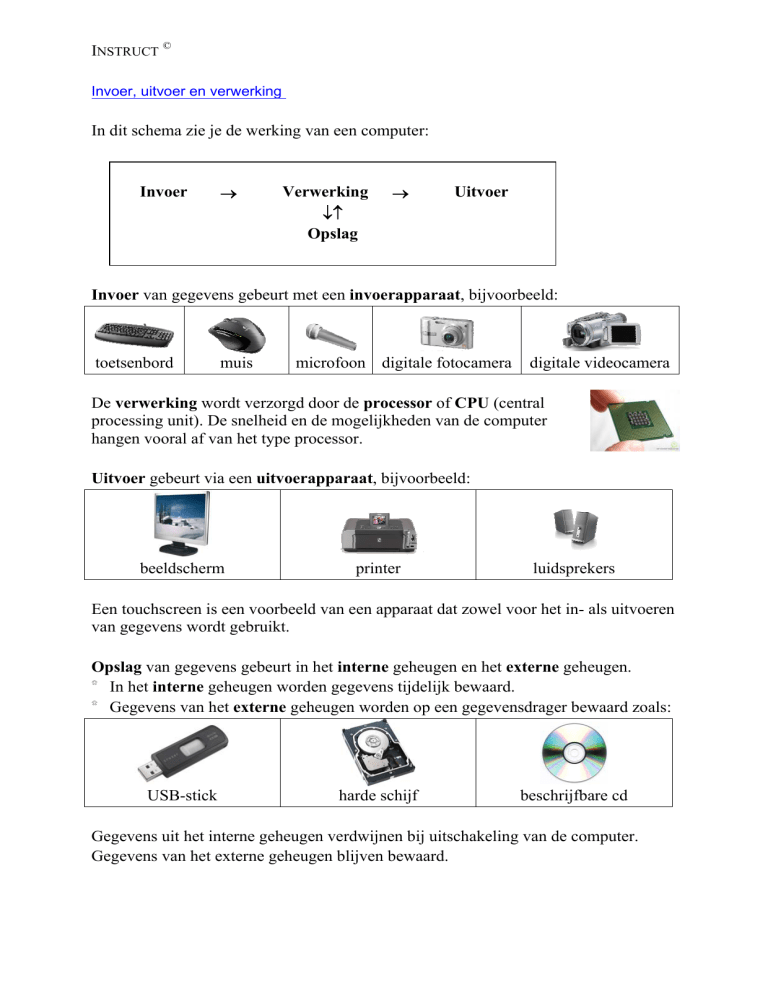 INSTRUCT ©
Invoer, uitvoer en verwerking
In dit schema zie je de werking van een computer:
Invoer → Verwerking → Uitvoer
↓↑
Opslag
Invoer van gegevens gebeurt met een invoerapparaat, bijvoorbeeld:
toetsenbord muis microfoon digitale fotocamera digitale videocamera
De verwerking wordt verzorgd door de processor of CPU (central
processing unit). De snelheid en de mogelijkheden van de computer
hangen vooral af van het type processor.
Uitvoer gebeurt via een uitvoerapparaat, bijvoorbeeld:
beeldscherm printer luidsprekers
Een touchscreen is een voorbeeld van een apparaat dat zowel voor het in- als uitvoeren
van gegevens wordt gebruikt.
Opslag van gegevens gebeurt in het interne geheugen en het externe geheugen.
☆ In het interne geheugen worden gegevens tijdelijk bewaard.
☆ Gegevens van het externe geheugen worden op een gegevensdrager bewaard zoals:
USB-stick harde schijf beschrijfbare cd
Gegevens uit het interne geheugen verdwijnen bij uitschakeling van de computer.
Gegevens van het externe geheugen blijven bewaard.